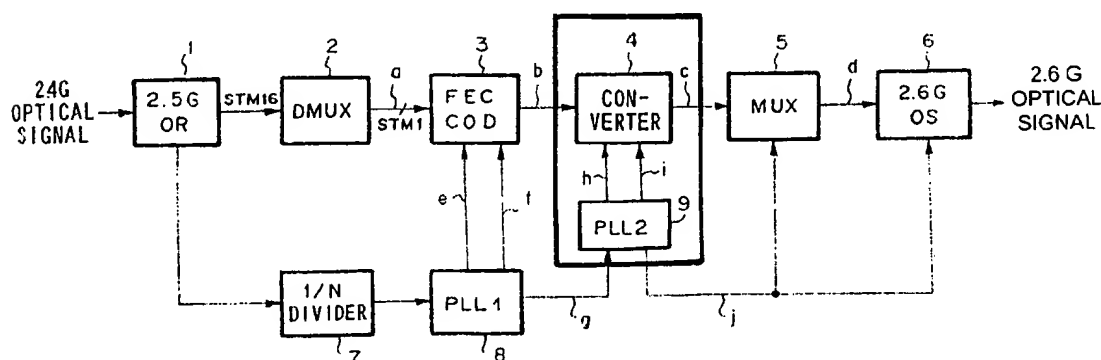 1
2
3
4
5
6
24G
OPTICAL
SIGNAL
2.5G
OR
STM16
DMUX
a
STM1
FEC
COD
b
CON-
VERTER
c
MUX
d
2.6G
OS
2.6 G
OPTICAL
SIGNAL
e
f
h
i
PLL2
9
1/N
DIVIDER
7
PLL1
8
g
j